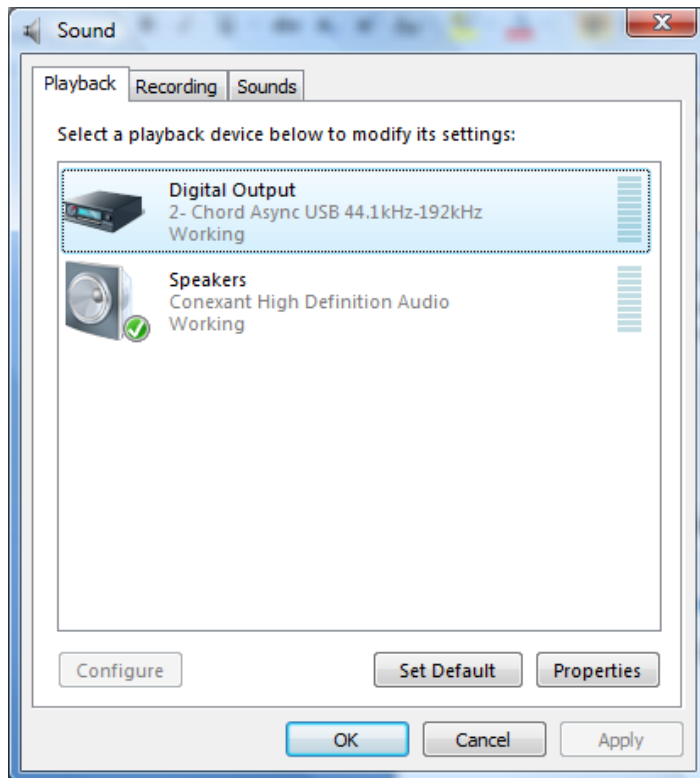 Sound
Playback Recording Sounds
Select a playback device below to modify its settings:
Digital Output
2- Chord Async USB 44.1kHz-192kHz
Working
Speakers
Conexant High Definition Audio
Working
Configure Set Default Properties
OK Cancel Apply